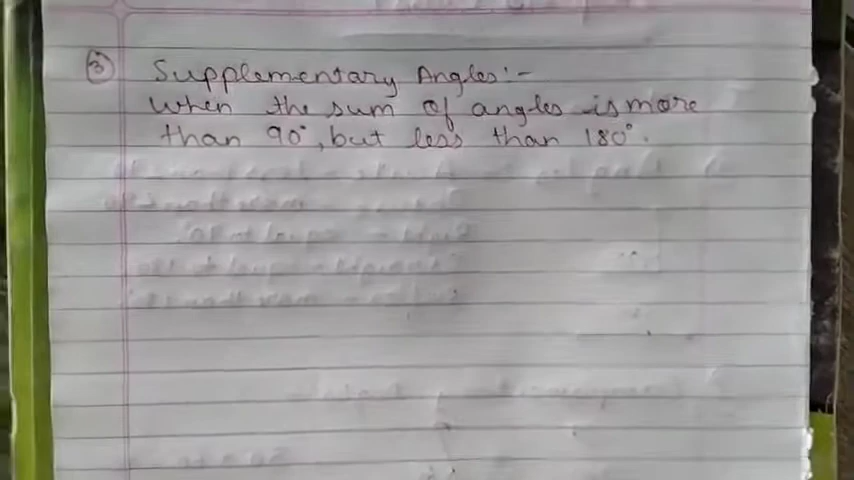 ③ Supplementary Angles:-
When the sum of angles is more
than 90°, but less than 180°.